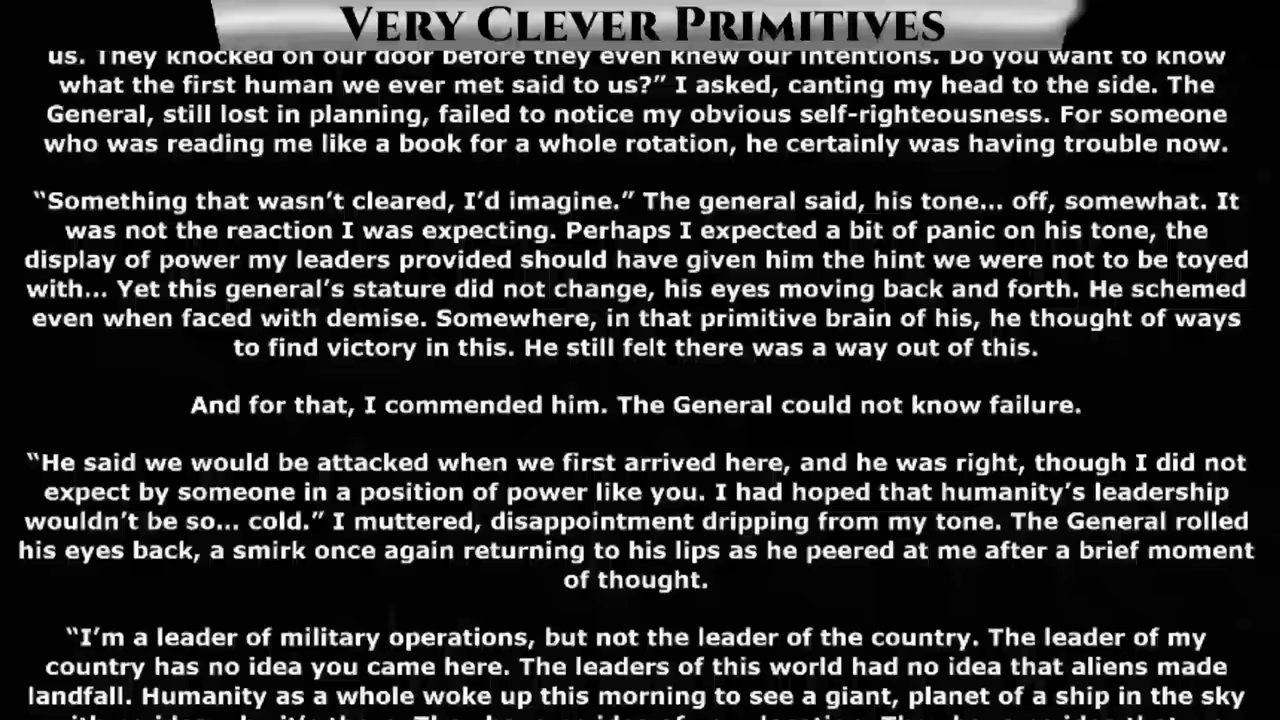 VERY CLEVER PRIMITIVES
us. They knocked on our door before they even knew our intentions. Do you want to know
what the first human we ever met said to us?” I asked, canting my head to the side. The
General, still lost in planning, failed to notice my obvious self-righteousness. For someone
who was reading me like a book for a whole rotation, he certainly was having trouble now.
“Something that wasn’t cleared, I’d imagine.” The general said, his tone... off, somewhat. It
was not the reaction I was expecting. Perhaps I expected a bit of panic on his tone, the
display of power my leaders provided should have given him the hint we were not to be toyed
with... Yet this general’s stature did not change, his eyes moving back and forth. He schemed
even when faced with demise. Somewhere, in that primitive brain of his, he thought of ways
to find victory in this. He still felt there was a way out of this.
And for that, I commended him. The General could not know failure.
“He said we would be attacked when we first arrived here, and he was right, though I did not
expect by someone in a position of power like you. I had hoped that humanity’s leadership
wouldn’t be so... cold.” I muttered, disappointment dripping from my tone. The General rolled
his eyes back, a smirk once again returning to his lips as he peered at me after a brief moment
of thought.
“I’m a leader of military operations, but not the leader of the country. The leader of my
country has no idea you came here. The leaders of this world had no idea that aliens made
landfall. Humanity as a whole woke up this morning to see a giant, planet of a ship in the sky